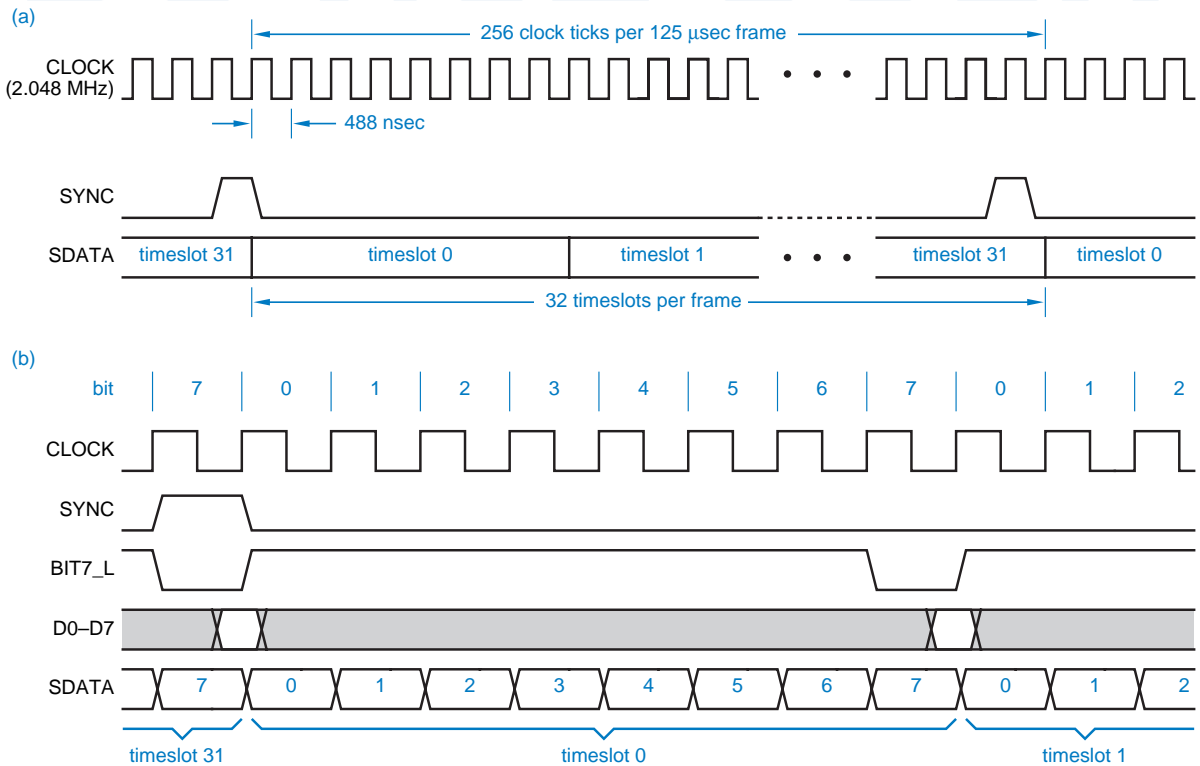 (a)
256 clock ticks per 125 μsec frame
CLOCK
(2.048 MHz)
488 nsec
SYNC
SDATA timeslot 31 timeslot 0 timeslot 1 • • • timeslot 31 timeslot 0
32 timeslots per frame
(b)
bit 7 0 1 2 3 4 5 6 7 0 1 2
CLOCK
SYNC
BIT7_L
D0–D7
SDATA 7 0 1 2 3 4 5 6 7 0 1 2
timeslot 31 timeslot 0 timeslot 1